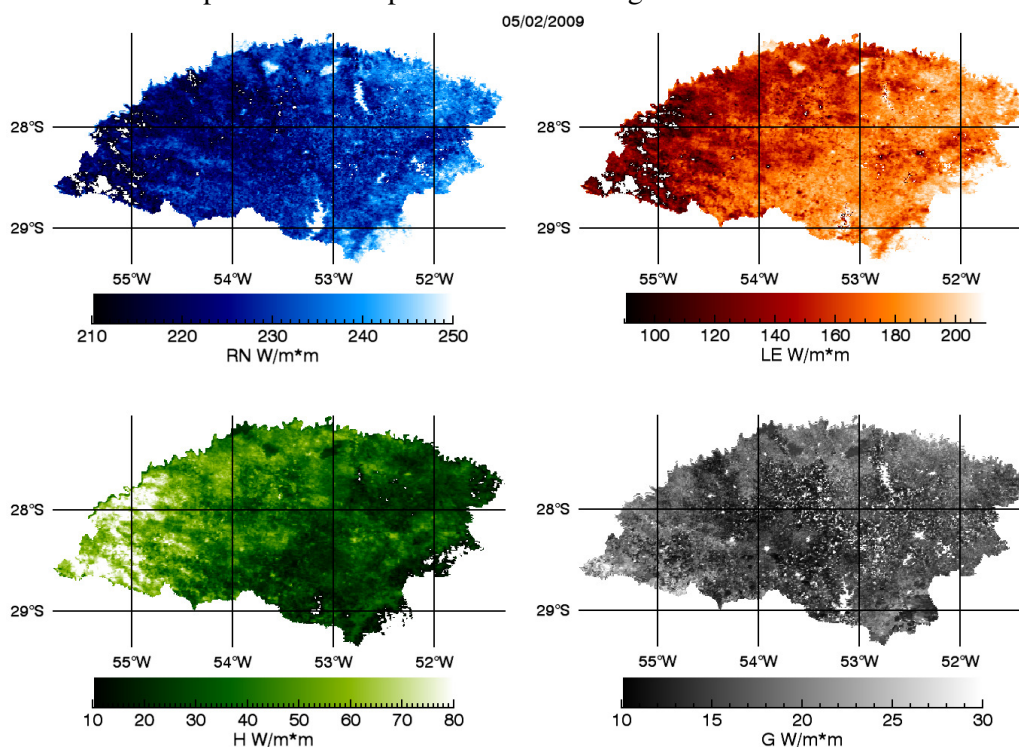 05/02/2009
28°S
29°S
55°W 54°W 53°W 52°W
210 220 230 240 250
RN W/m*m
28°S
29°S
55°W 54°W 53°W 52°W
100 120 140 160 180 200
LE W/m*m
28°S
29°S
55°W 54°W 53°W 52°W
10 20 30 40 50 60 70 80
H W/m*m
28°S
29°S
55°W 54°W 53°W 52°W
10 15 20 25 30
G W/m*m